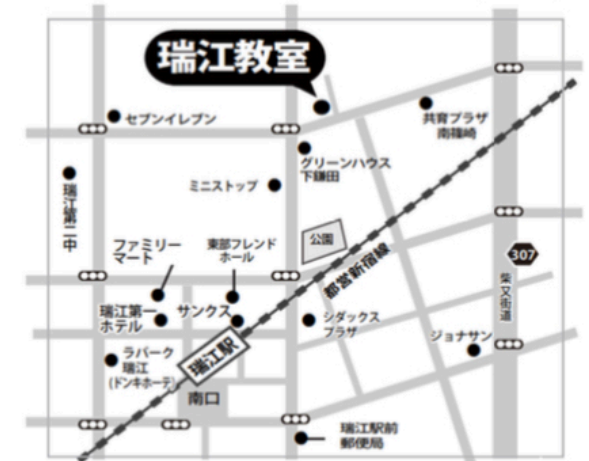 瑞江教室
セブンイレブン
共育プラザ
南篠崎
グリーンハウス
下鎌田
ミニストップ
瑞江第二中
公園
ファミリー
マート
東部フレンド
ホール
都営新宿線
307
柴又街道
瑞江第一
ホテル
サンクス
シダックス
プラザ
ジョナサン
ラパーク
瑞江
(ドンキホーテ)
瑞江駅
南口
瑞江駅前
郵便局